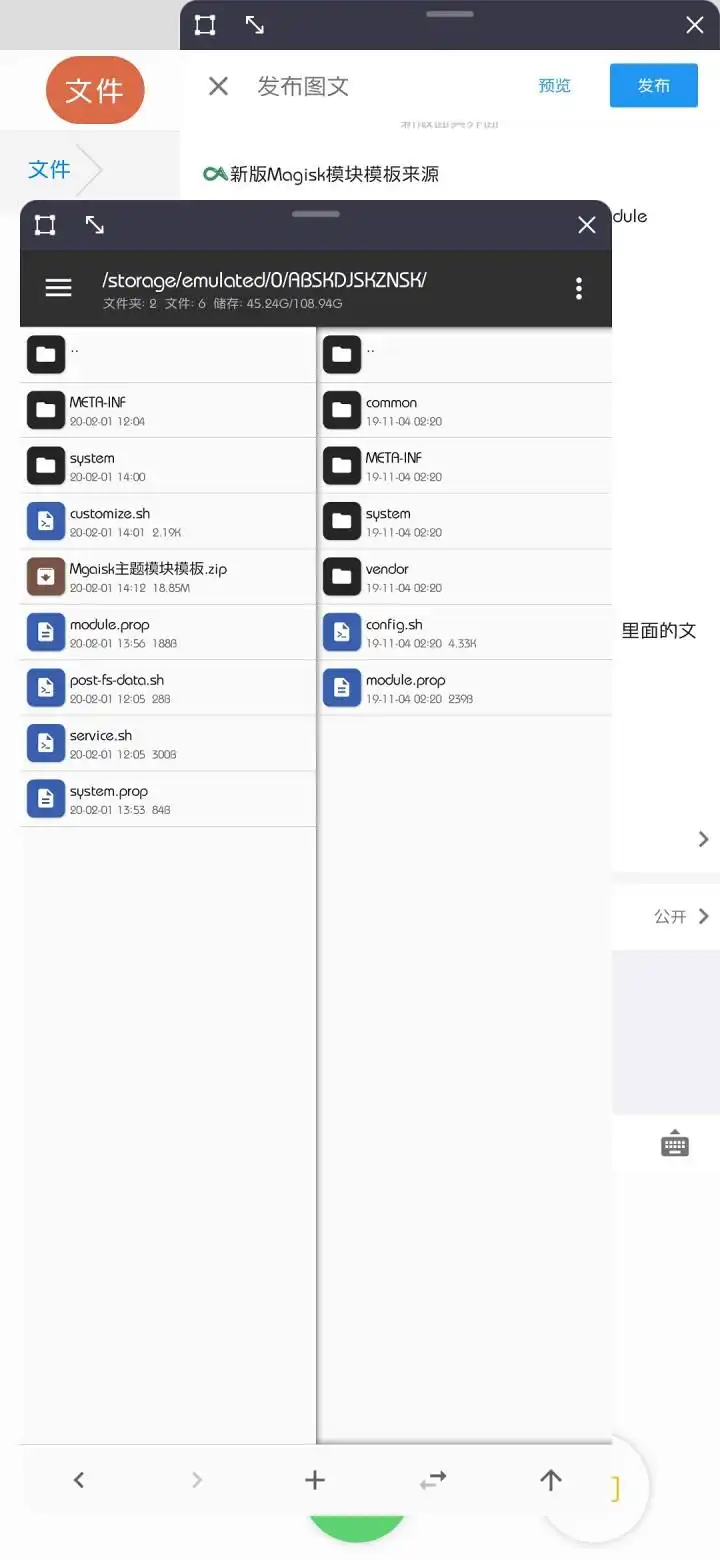 发布图文
预览
发布
文件
文件
新版Magisk模块模板来源
dule
/storage/emulated/0/ABSKDJSKZNSK/
文件夹: 2 文件: 6 储存: 45.24G/108.94G
..
META-INF
20-02-01 12:04
system
20-02-01 14:00
customize.sh
20-02-01 14:01 2.19K
Mgaisk主题模块模板.zip
20-02-01 14:12 18.85M
module.prop
20-02-01 13:56 188B
post-fs-data.sh
20-02-01 12:05 28B
service.sh
20-02-01 12:05 300B
system.prop
20-02-01 13:53 84B
..
common
19-11-04 02:20
META-INF
19-11-04 02:20
system
19-11-04 02:20
vendor
19-11-04 02:20
config.sh
19-11-04 02:20 4.33K
module.prop
19-11-04 02:20 239B
里面的文
公开